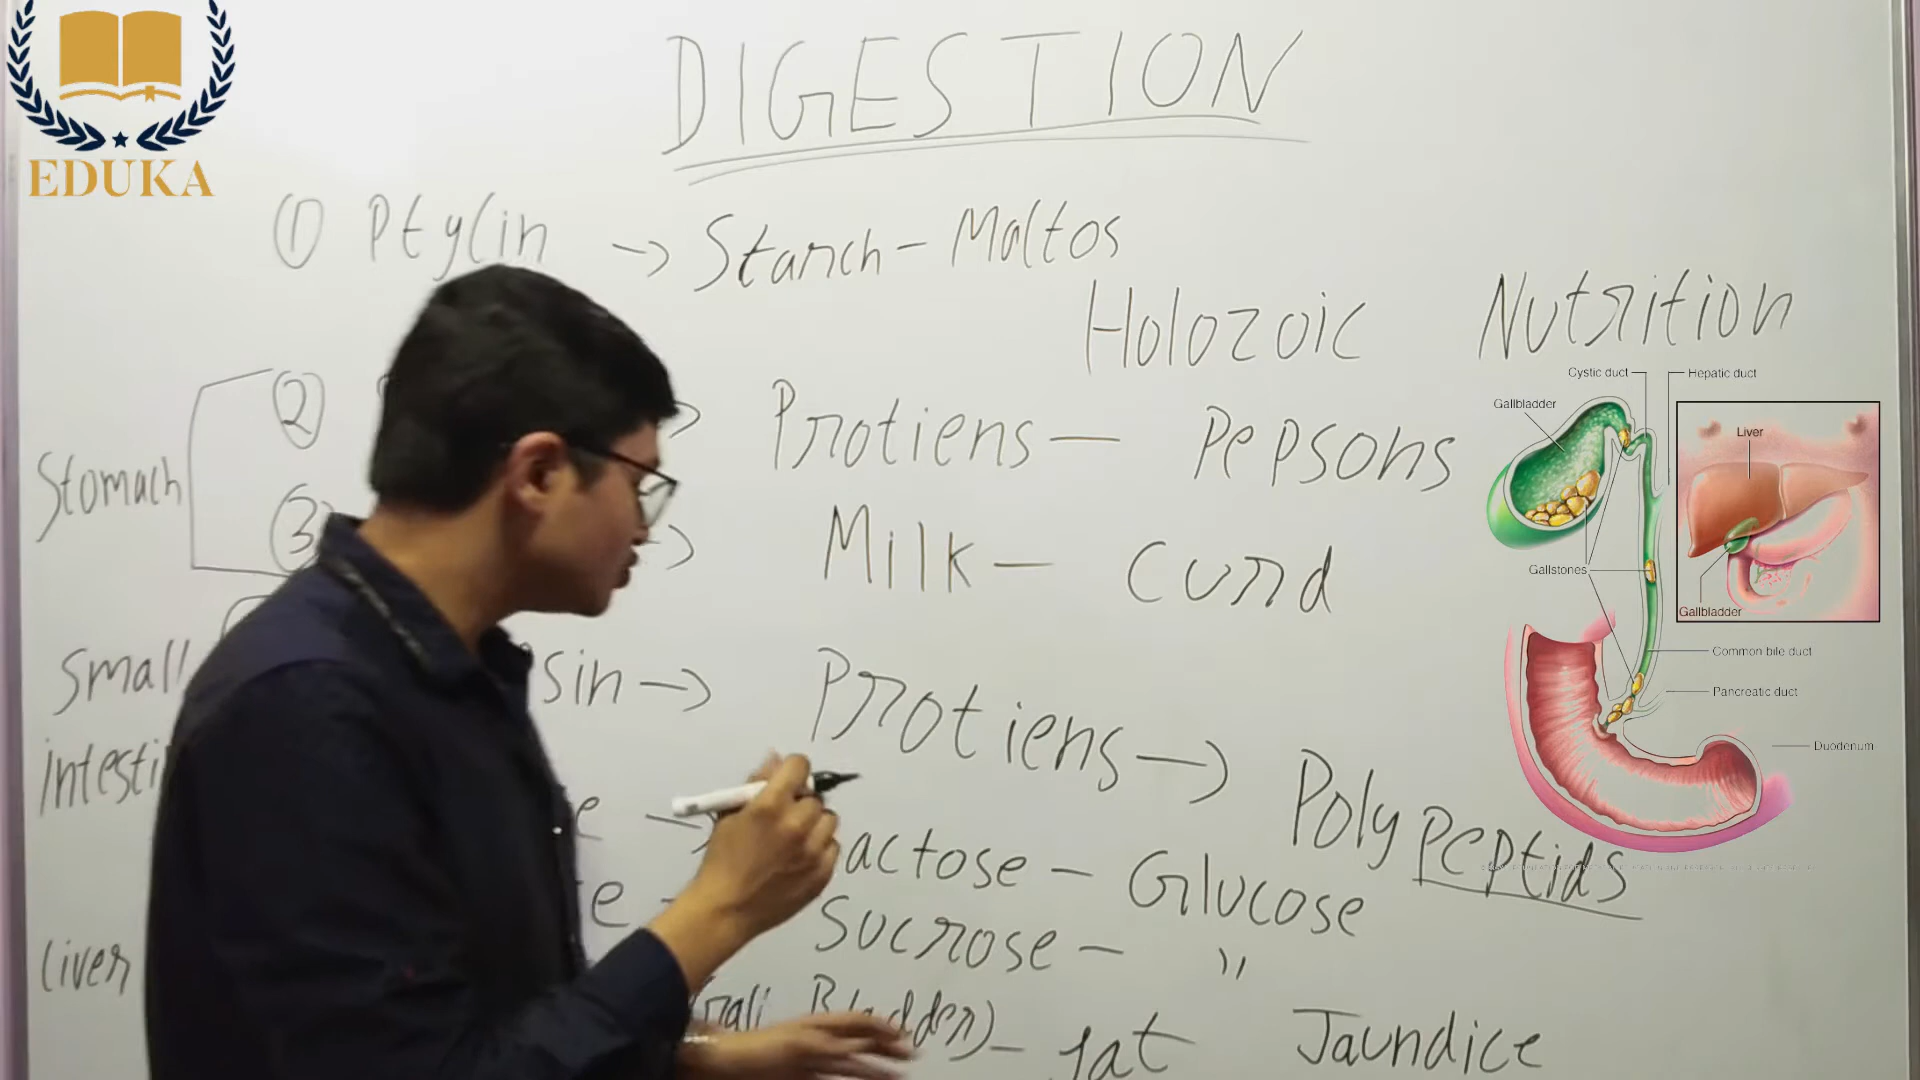 EDUKA
DIGESTION
① Ptylin -> Starch - Maltos
Holozoic Nutrition
Stomach
② Protiens - Pepsons
③ Milk - Curd
Small
intesti
sin -> Protiens -> Polypeptids
e -> actose - Glucose
e - Sucrose - "
liver
Bladder) - fat Jaundice
Cystic duct
Hepatic duct
Gallbladder
Liver
Gallstones
Gallbladder
Common bile duct
Pancreatic duct
Duodenum